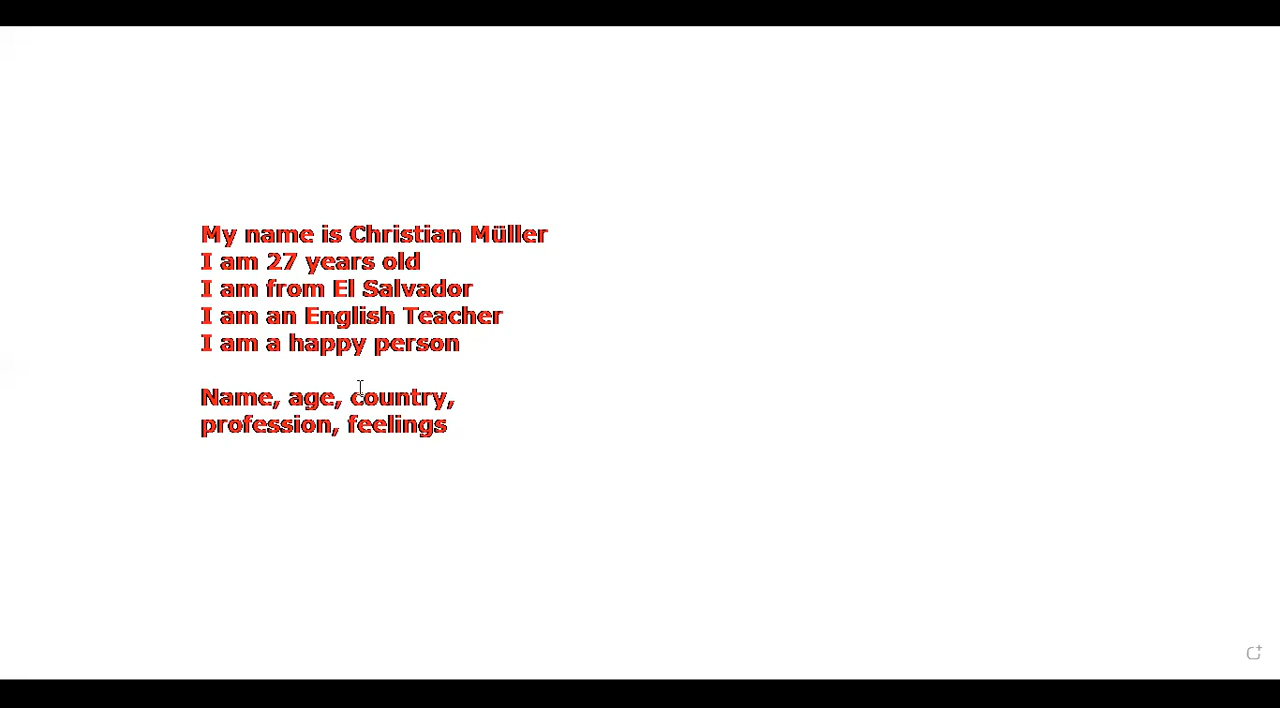 My name is Christian Müller
I am 27 years old
I am from El Salvador
I am an English Teacher
I am a happy person
Name, age, country,
profession, feelings